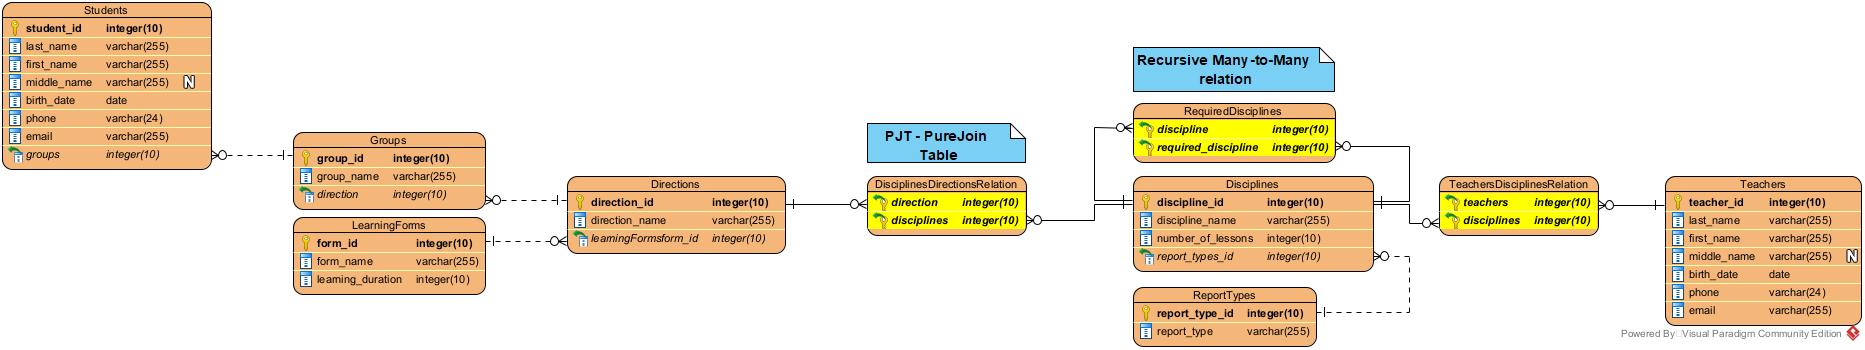 Students
student_id integer(10)
last_name varchar(255)
first_name varchar(255)
middle_name varchar(255) N
birth_date date
phone varchar(24)
email varchar(255)
groups integer(10)
Groups
group_id integer(10)
group_name varchar(255)
direction integer(10)
LearningForms
form_id integer(10)
form_name varchar(255)
learning_duration integer(10)
Directions
direction_id integer(10)
direction_name varchar(255)
learningFormsform_id integer(10)
PJT - PureJoin
Table
DisciplinesDirectionsRelation
direction integer(10)
disciplines integer(10)
Recursive Many-to-Many
relation
RequiredDisciplines
discipline integer(10)
required_discipline integer(10)
Disciplines
discipline_id integer(10)
discipline_name varchar(255)
number_of_lessons integer(10)
report_types_id integer(10)
ReportTypes
report_type_id integer(10)
report_type varchar(255)
TeachersDisciplinesRelation
teachers integer(10)
disciplines integer(10)
Teachers
teacher_id integer(10)
last_name varchar(255)
first_name varchar(255)
middle_name varchar(255) N
birth_date date
phone varchar(24)
email varchar(255)
Powered By Visual Paradigm Community Edition